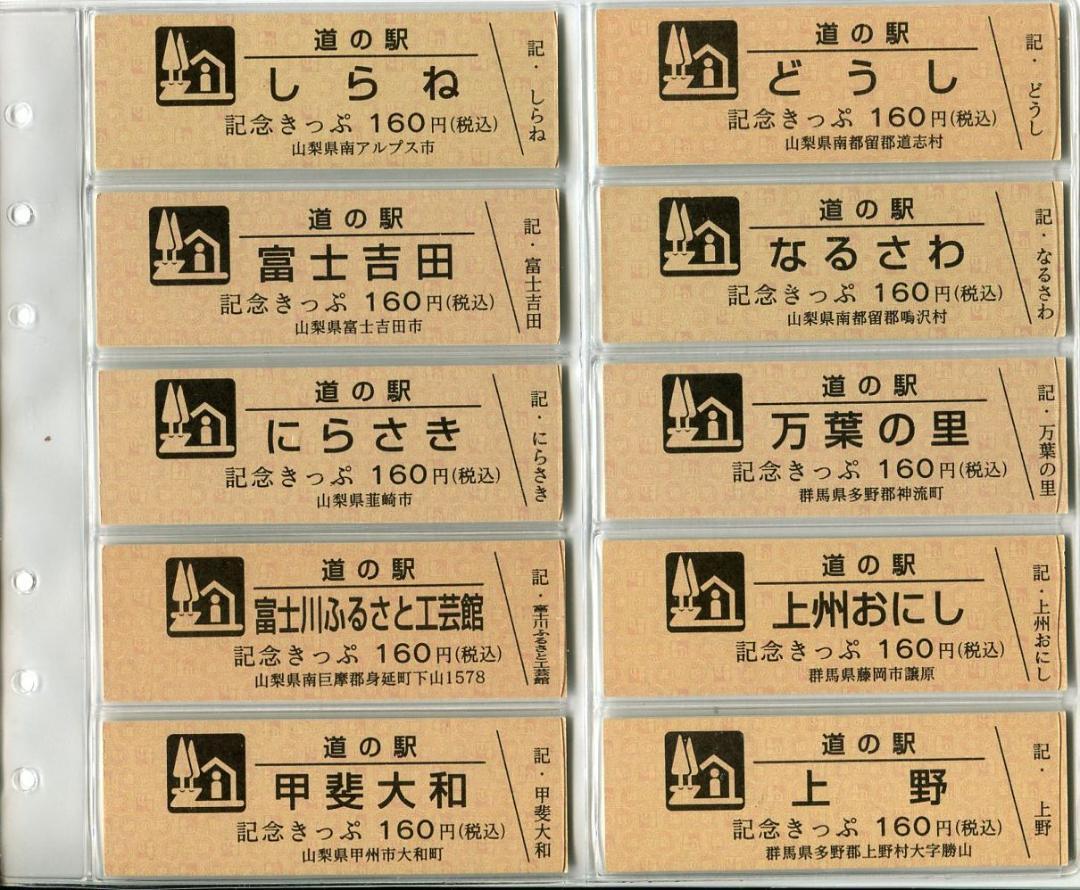 道の駅
しらね
記念きっぷ 160円(税込)
山梨県南アルプス市
記・しらね
道の駅
どうし
記念きっぷ 160円(税込)
山梨県南都留郡道志村
記・どうし
道の駅
富士吉田
記念きっぷ 160円(税込)
山梨県富士吉田市
記・富士吉田
道の駅
なるさわ
記念きっぷ 160円(税込)
山梨県南都留郡鳴沢村
記・なるさわ
道の駅
にらさき
記念きっぷ 160円(税込)
山梨県韮崎市
記・にらさき
道の駅
万葉の里
記念きっぷ 160円(税込)
群馬県多野郡神流町
記・万葉の里
道の駅
富士川ふるさと工芸館
記念きっぷ 160円(税込)
山梨県南巨摩郡身延町下山1578
記・富士川ふるさと工芸館
道の駅
上州おにし
記念きっぷ 160円(税込)
群馬県藤岡市譲原
記・上州おにし
道の駅
甲斐大和
記念きっぷ 160円(税込)
山梨県甲州市大和町
記・甲斐大和
道の駅
上野
記念きっぷ 160円(税込)
群馬県多野郡上野村大字勝山
記・上野